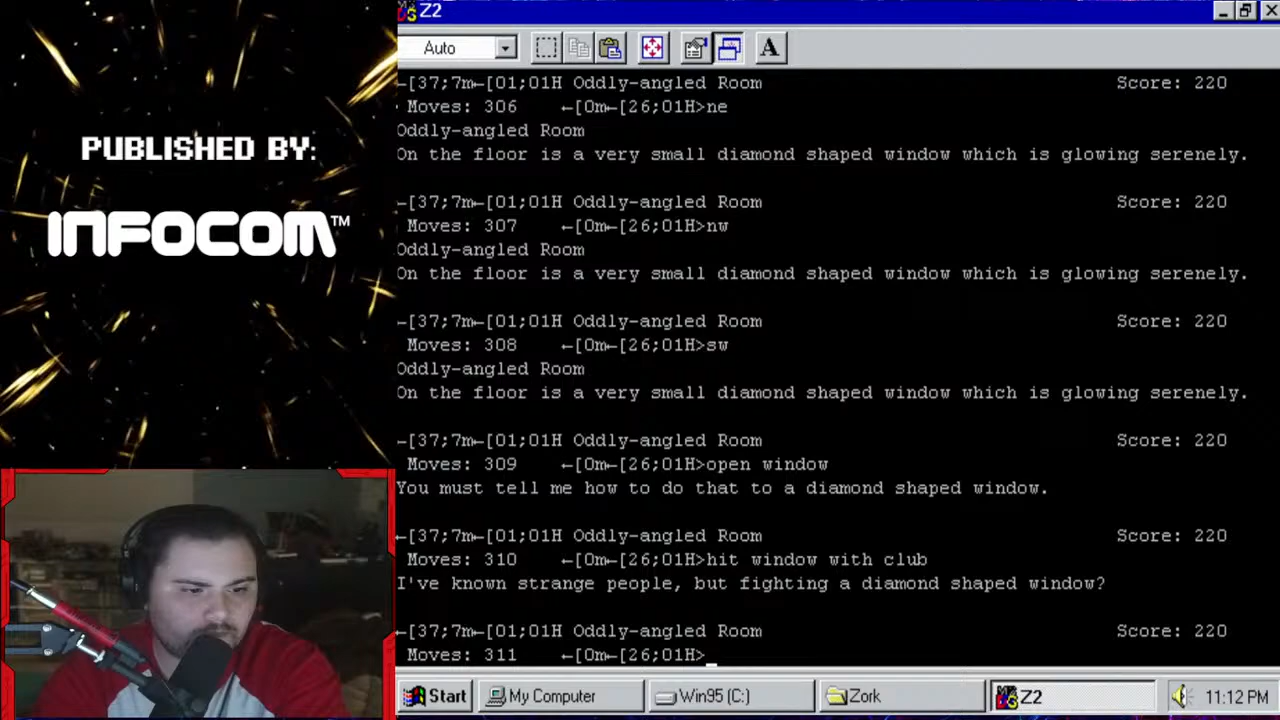 PUBLISHED BY:
INFOCOM™
Z2
Auto
A
←[37;7m←[01;01H Oddly-angled Room Score: 220
Moves: 306 ←[0m←[26;01H>ne
Oddly-angled Room
On the floor is a very small diamond shaped window which is glowing serenely.
←[37;7m←[01;01H Oddly-angled Room Score: 220
Moves: 307 ←[0m←[26;01H>nw
Oddly-angled Room
On the floor is a very small diamond shaped window which is glowing serenely.
←[37;7m←[01;01H Oddly-angled Room Score: 220
Moves: 308 ←[0m←[26;01H>sw
Oddly-angled Room
On the floor is a very small diamond shaped window which is glowing serenely.
←[37;7m←[01;01H Oddly-angled Room Score: 220
Moves: 309 ←[0m←[26;01H>open window
You must tell me how to do that to a diamond shaped window.
←[37;7m←[01;01H Oddly-angled Room Score: 220
Moves: 310 ←[0m←[26;01H>hit window with club
I've known strange people, but fighting a diamond shaped window?
←[37;7m←[01;01H Oddly-angled Room Score: 220
Moves: 311 ←[0m←[26;01H>_
Start My Computer Win95 (C:) Zork Z2 11:12 PM